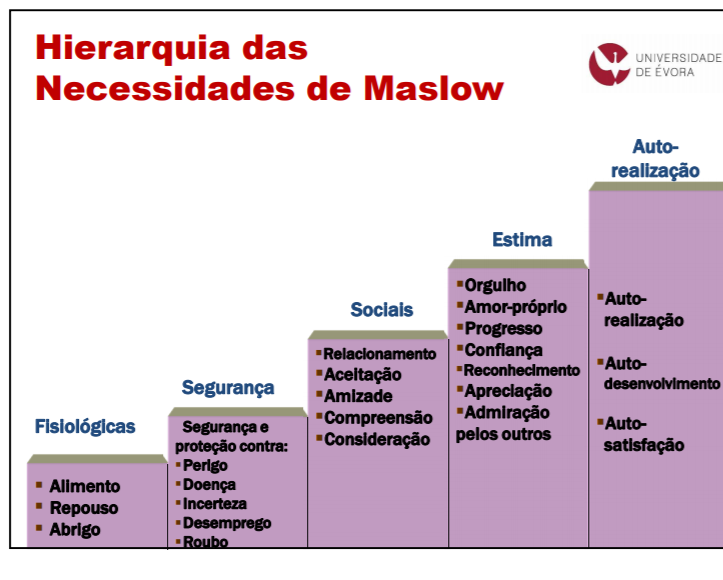 Hierarquia das
Necessidades de Maslow
UNIVERSIDADE
DE ÉVORA
Fisiológicas
▪ Alimento
▪ Repouso
▪ Abrigo
Segurança
Segurança e
proteção contra:
▪Perigo
▪Doença
▪Incerteza
▪Desemprego
▪Roubo
Sociais
▪Relacionamento
▪Aceitação
▪Amizade
▪Compreensão
▪Consideração
Estima
▪Orgulho
▪Amor-próprio
▪Progresso
▪Confiança
▪Reconhecimento
▪Apreciação
▪Admiração
pelos outros
Auto-
realização
▪Auto-
realização
▪Auto-
desenvolvimento
▪Auto-
satisfação